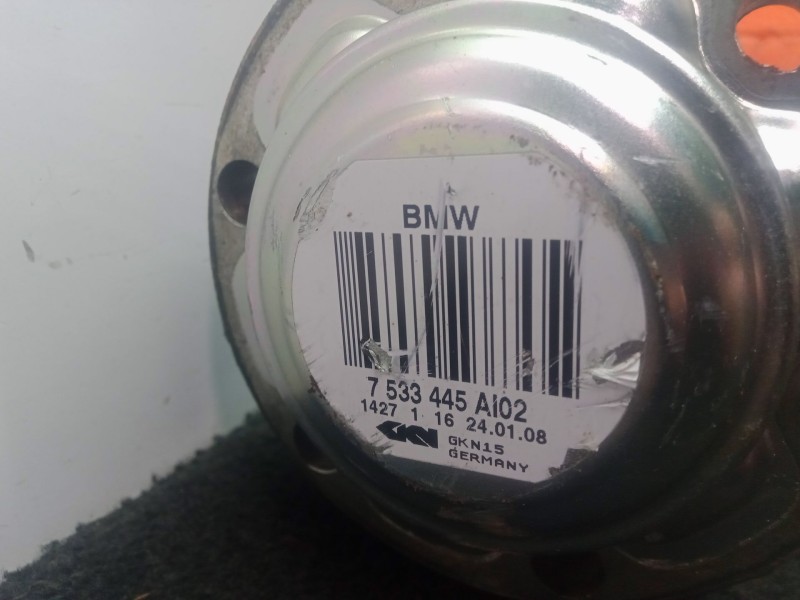 BMW
7 533 445 AI02
1427 1 16 24.01.08
GKN GKN15
GERMANY